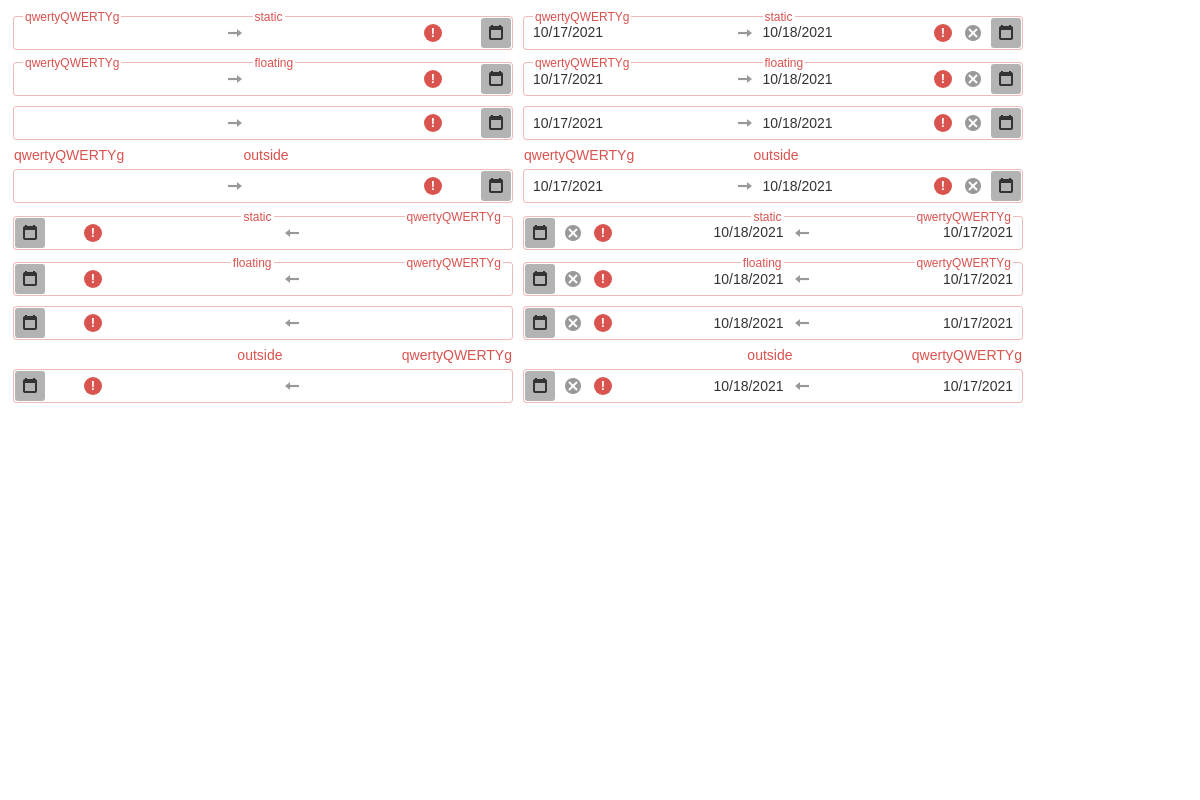 qwertyQWERTYg static qwertyQWERTYg static
10/17/2021 10/18/2021
qwertyQWERTYg floating qwertyQWERTYg floating
10/17/2021 10/18/2021
10/17/2021 10/18/2021
qwertyQWERTYg outside qwertyQWERTYg outside
10/17/2021 10/18/2021
static qwertyQWERTYg static qwertyQWERTYg
10/18/2021 10/17/2021
floating qwertyQWERTYg floating qwertyQWERTYg
10/18/2021 10/17/2021
10/18/2021 10/17/2021
outside qwertyQWERTYg outside qwertyQWERTYg
10/18/2021 10/17/2021